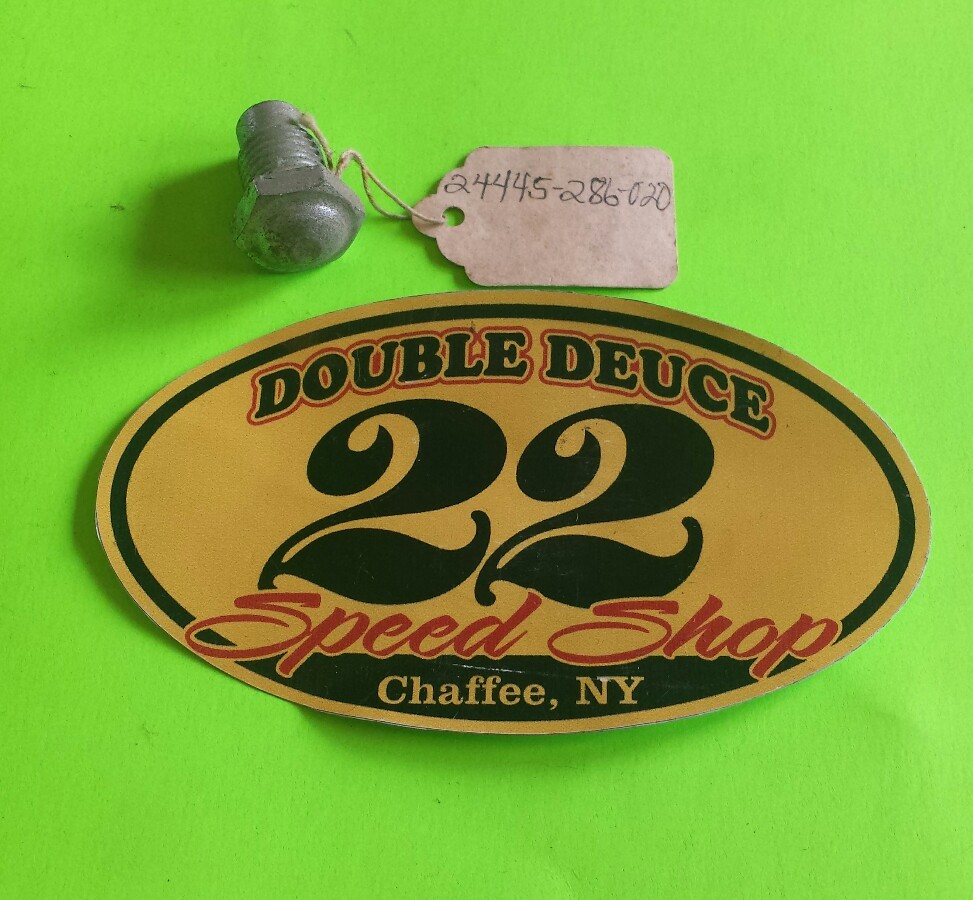 24445-286-020
DOUBLE DEUCE
22
Speed Shop
Chaffee, NY